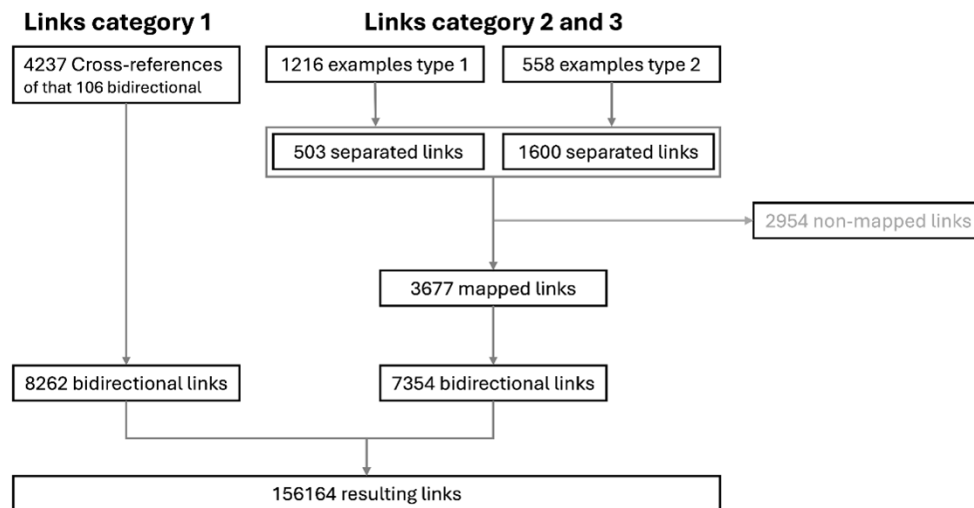 Links category 1
Links category 2 and 3
4237 Cross-references
of that 106 bidirectional
1216 examples type 1
558 examples type 2
503 separated links
1600 separated links
2954 non-mapped links
3677 mapped links
8262 bidirectional links
7354 bidirectional links
156164 resulting links